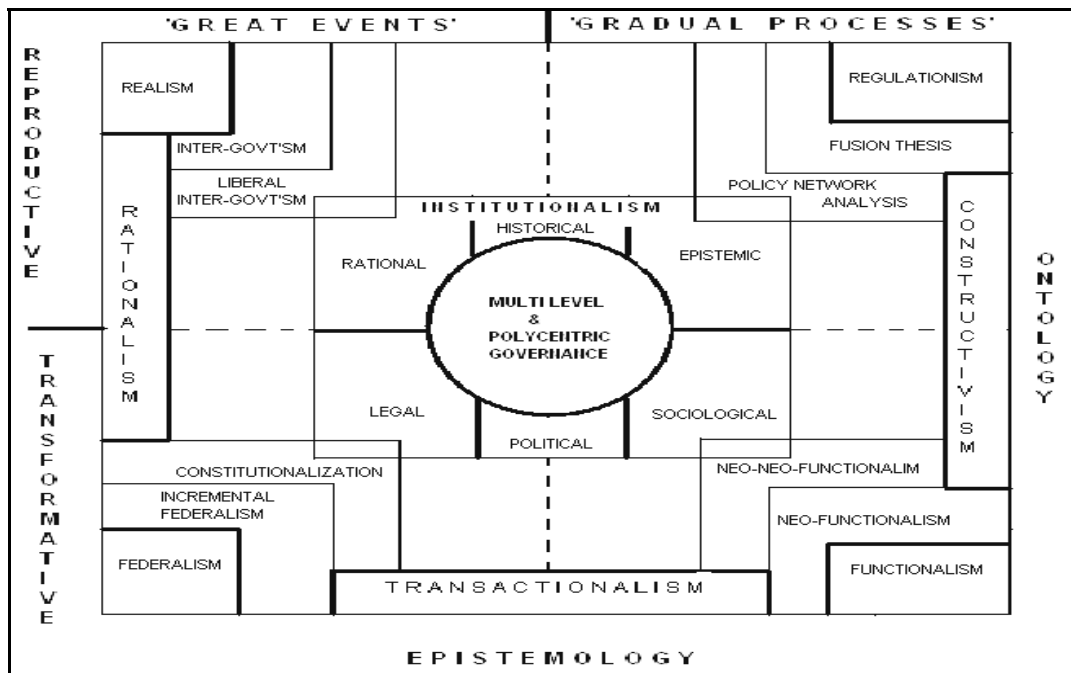 'GREAT EVENTS' 'GRADUAL PROCESSES'
REPRODUCTIVE
TRANSFORMATIVE
REALISM
INTER-GOVT'SM
LIBERAL
INTER-GOVT'SM
RATIONALISM
REGULATIONISM
FUSION THESIS
POLICY NETWORK
ANALYSIS
CONSTRUCTIVISM
ONTOLOGY
INSTITUTIONALISM
HISTORICAL
RATIONAL
EPISTEMIC
MULTI LEVEL
&
POLYCENTRIC
GOVERNANCE
LEGAL
SOCIOLOGICAL
POLITICAL
CONSTITUTIONALIZATION
INCREMENTAL
FEDERALISM
FEDERALISM
NEO-NEO-FUNCTIONALIM
NEO-FUNCTIONALISM
FUNCTIONALISM
TRANSACTIONALISM
EPISTEMOLOGY